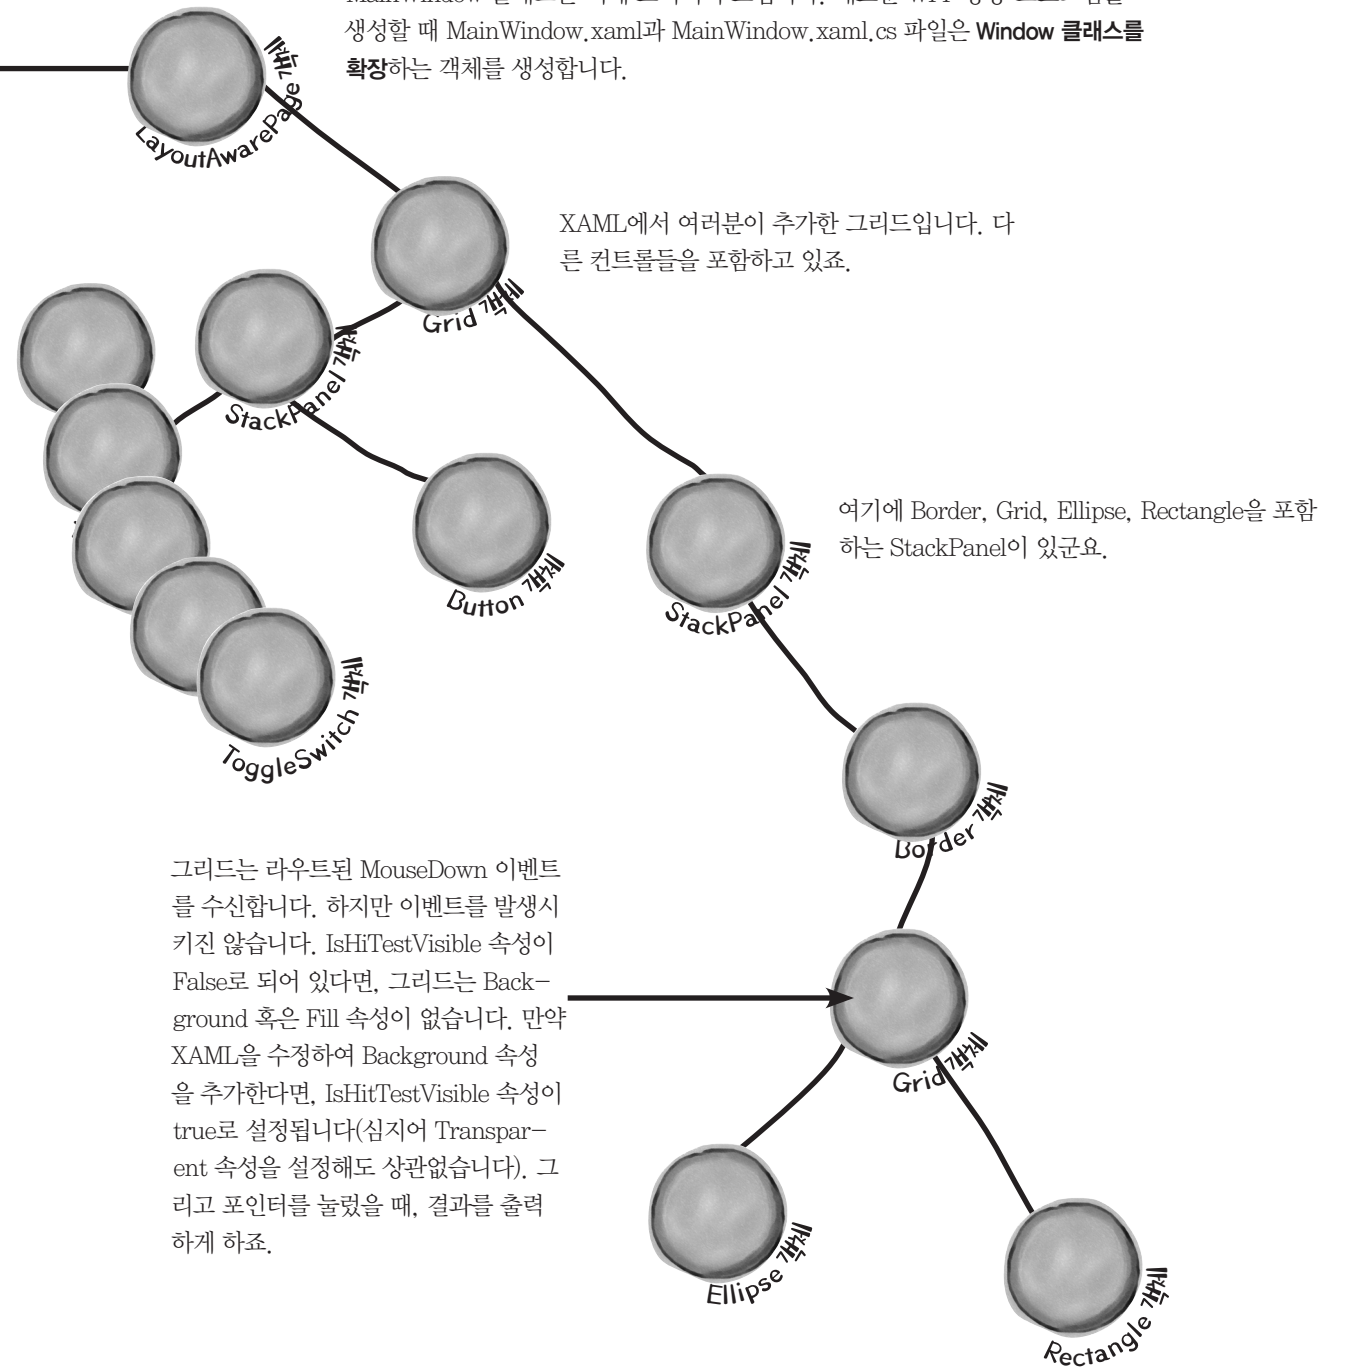 생성할 때 MainWindow.xaml과 MainWindow.xaml.cs 파일은 Window 클래스를
확장하는 객체를 생성합니다.
LayoutAwarePage 객체
XAML에서 여러분이 추가한 그리드입니다. 다
른 컨트롤들을 포함하고 있죠.
Grid 객체
StackPanel 객체
여기에 Border, Grid, Ellipse, Rectangle을 포함
하는 StackPanel이 있군요.
Button 객체
StackPanel 객체
ToggleSwitch 객체
Border 객체
그리드는 라우트된 MouseDown 이벤트
를 수신합니다. 하지만 이벤트를 발생시
키진 않습니다. IsHiTestVisible 속성이
False로 되어 있다면, 그리드는 Back-
ground 혹은 Fill 속성이 없습니다. 만약
XAML을 수정하여 Background 속성
을 추가한다면, IsHitTestVisible 속성이
true로 설정됩니다(심지어 Transpar-
ent 속성을 설정해도 상관없습니다). 그
리고 포인터를 눌렀을 때, 결과를 출력
하게 하죠.
Grid 객체
Ellipse 객체
Rectangle 객체